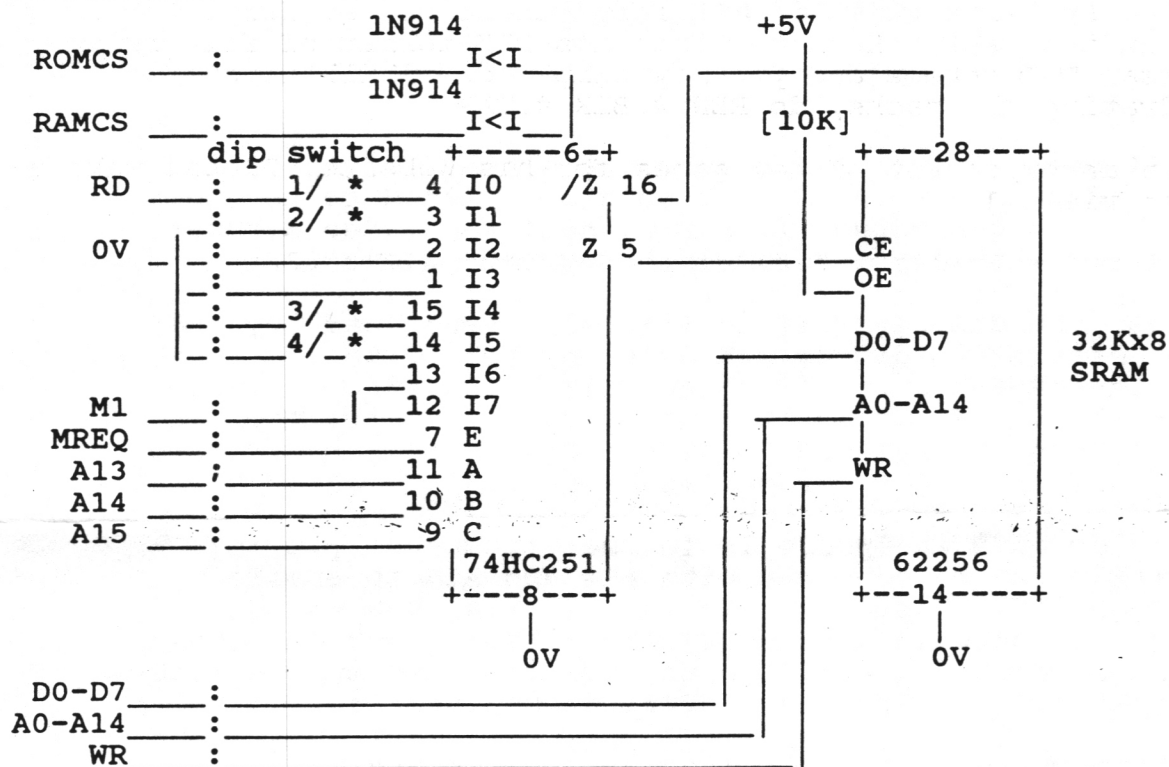 1N914 +5V
ROMCS : I<I
1N914
RAMCS : I<I [10K]
dip switch +-----6-+ +---28---+
RD : 1/ * 4 I0 /Z 16
: 2/ * 3 I1
0V : 2 I2 Z 5 CE
: 1 I3 OE
: 3/ * 15 I4
: 4/ * 14 I5 D0-D7 32Kx8
13 I6 SRAM
M1 : 12 I7 A0-A14
MREQ : 7 E
A13 ; 11 A WR
A14 : 10 B
A15 : 9 C
74HC251 62256
+---8----+ +--14-----+
0V 0V
D0-D7 :
A0-A14 :
WR :